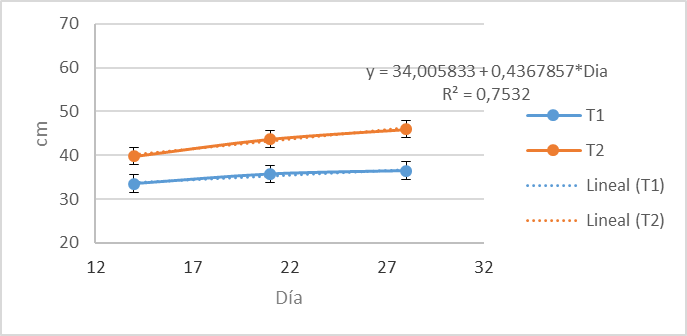 70
60
50
40
30
20
cm
12
17
22
27
32
Día
y = 34,005833 + 0,4367857*Dia
R² = 0,7532
T1
T2
Lineal (T1)
Lineal (T2)